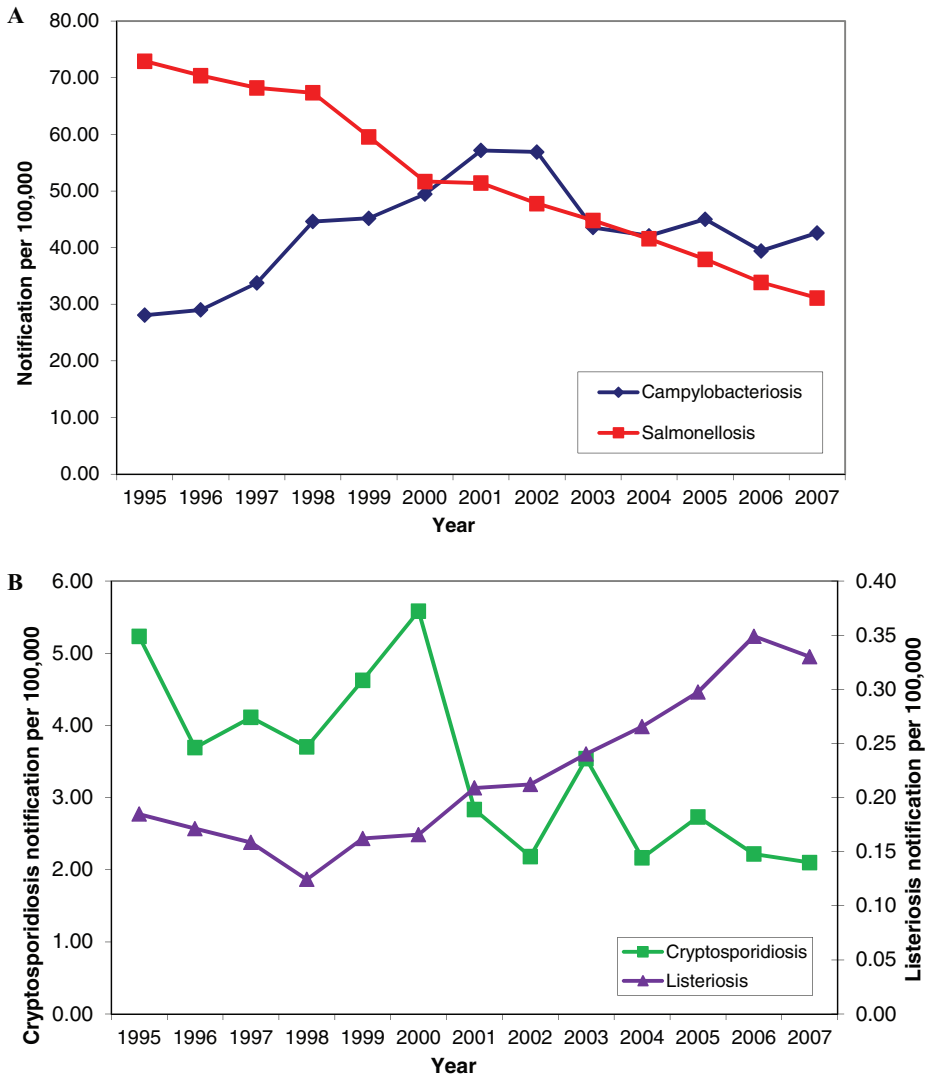 A
80.00
70.00
60.00
50.00
40.00
30.00
20.00
10.00
0.00
Notification per 100,000
Campylobacteriosis
Salmonellosis
1995 1996 1997 1998 1999 2000 2001 2002 2003 2004 2005 2006 2007
Year
B
6.00
5.00
4.00
3.00
2.00
1.00
0.00
Cryptosporidiosis notification per 100,000
0.40
0.35
0.30
0.25
0.20
0.15
0.10
0.05
0.00
Listeriosis notification per 100,000
Cryptosporidiosis
Listeriosis
1995 1996 1997 1998 1999 2000 2001 2002 2003 2004 2005 2006 2007
Year